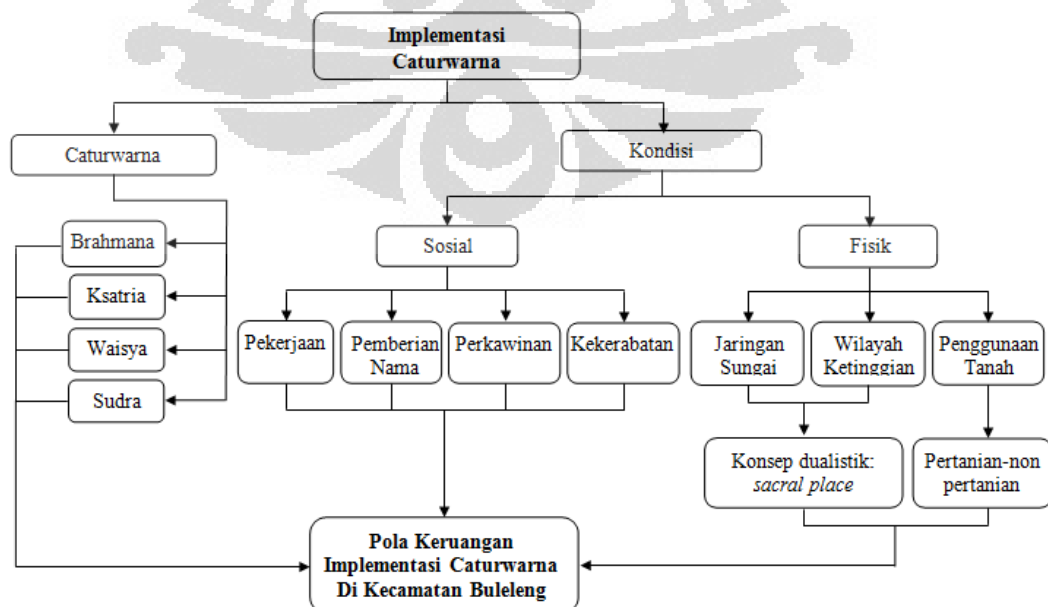 Implementasi
Caturwarna
Caturwarna
Kondisi
Brahmana
Ksatria
Waisya
Sudra
Sosial
Fisik
Pekerjaan
Pemberian
Nama
Perkawinan
Kekerabatan
Jaringan
Sungai
Wilayah
Ketinggian
Penggunaan
Tanah
Konsep dualistik:
sacral place
Pertanian-non
pertanian
Pola Keruangan
Implementasi Caturwarna
Di Kecamatan Buleleng